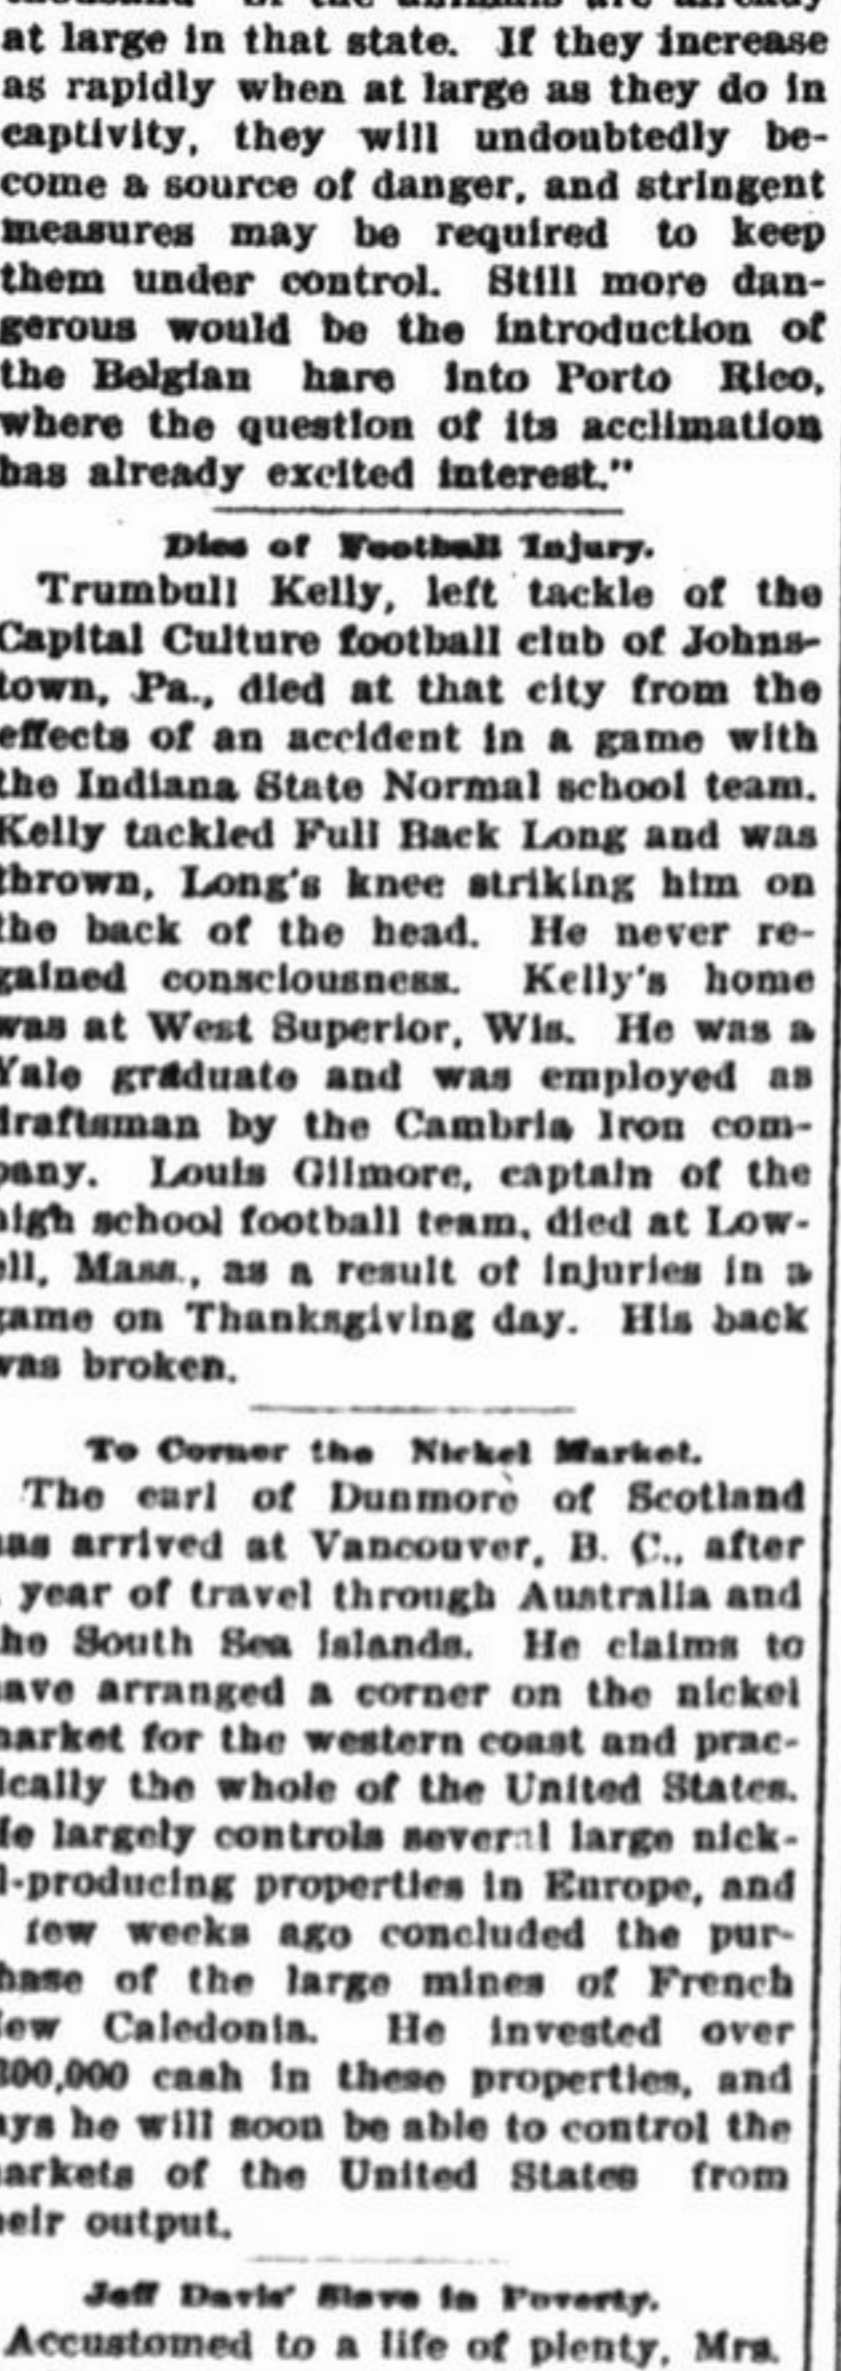 at large in that state. If they increase
as rapidly when at large as they do in
captivity, they will undoubtedly be-
come a source of danger, and stringent
measures may be required to keep
them under control. Still more dan-
gerous would be the introduction of
the Belgian hare into Porto Rico,
where the question of its acclimation
has already excited interest."
Dies of Football Injury.
Trumbull Kelly, left tackle of the
Capital Culture football club of Johns-
town, Pa., died at that city from the
effects of an accident in a game with
the Indiana State Normal school team.
Kelly tackled Full Back Long and was
thrown, Long's knee striking him on
the back of the head. He never re-
gained consciousness. Kelly's home
was at West Superior, Wis. He was a
Yale graduate and was employed as
draftsman by the Cambria Iron com-
pany. Louis Gilmore, captain of the
high school football team, died at Low-
ell, Mass., as a result of injuries in a
game on Thanksgiving day. His back
was broken.
To Corner the Nickel Market.
The earl of Dunmore of Scotland
has arrived at Vancouver, B. C., after
year of travel through Australia and
the South Sea islands. He claims to
have arranged a corner on the nickel
market for the western coast and prac-
tically the whole of the United States.
He largely controls several large nick-
el-producing properties in Europe, and
few weeks ago concluded the pur-
chase of the large mines of French
New Caledonia. He invested over
300,000 cash in these properties, and
says he will soon be able to control the
markets of the United States from
their output.
Jeff Davis' Slave in Poverty.
Accustomed to a life of plenty, Mrs.